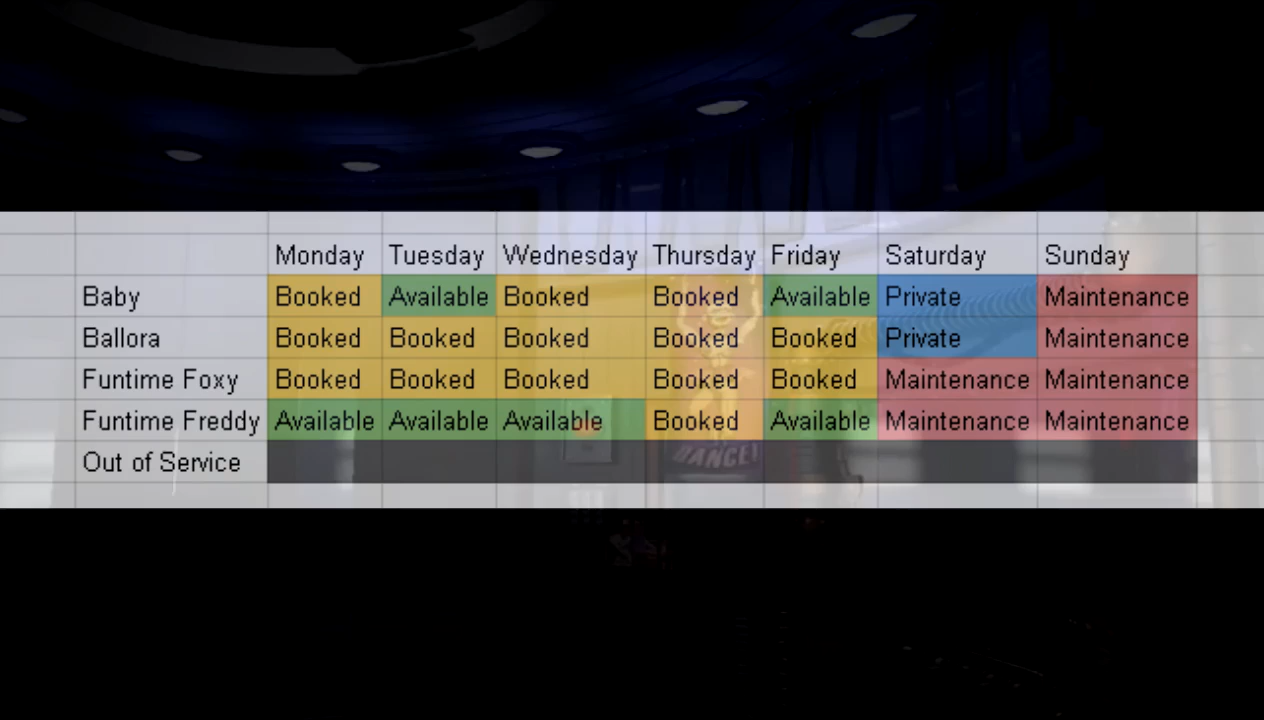 Monday Tuesday Wednesday Thursday Friday Saturday Sunday
Baby Booked Available Booked Booked Available Private Maintenance
Ballora Booked Booked Booked Booked Booked Private Maintenance
Funtime Foxy Booked Booked Booked Booked Booked Maintenance Maintenance
Funtime Freddy Available Available Available Booked Available Maintenance Maintenance
Out of Service
DANCE!